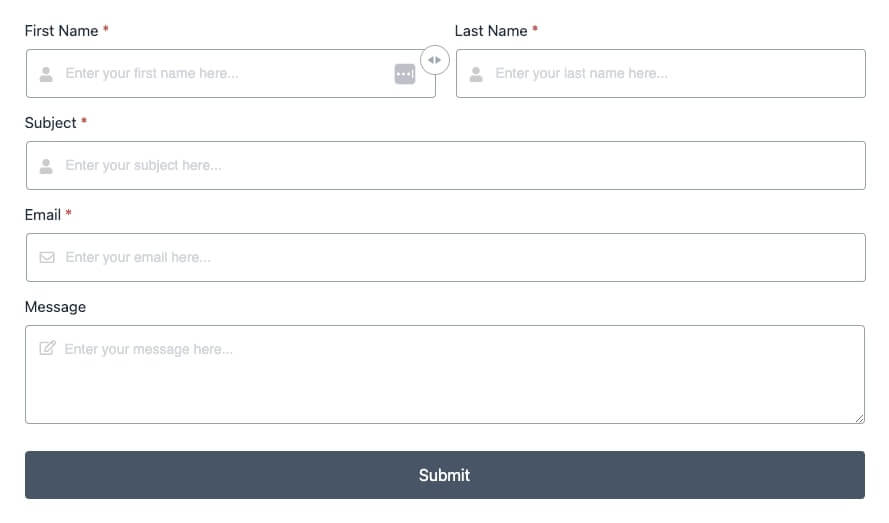 First Name * Last Name *
Enter your first name here... Enter your last name here...
Subject *
Enter your subject here...
Email *
Enter your email here...
Message
Enter your message here...
Submit